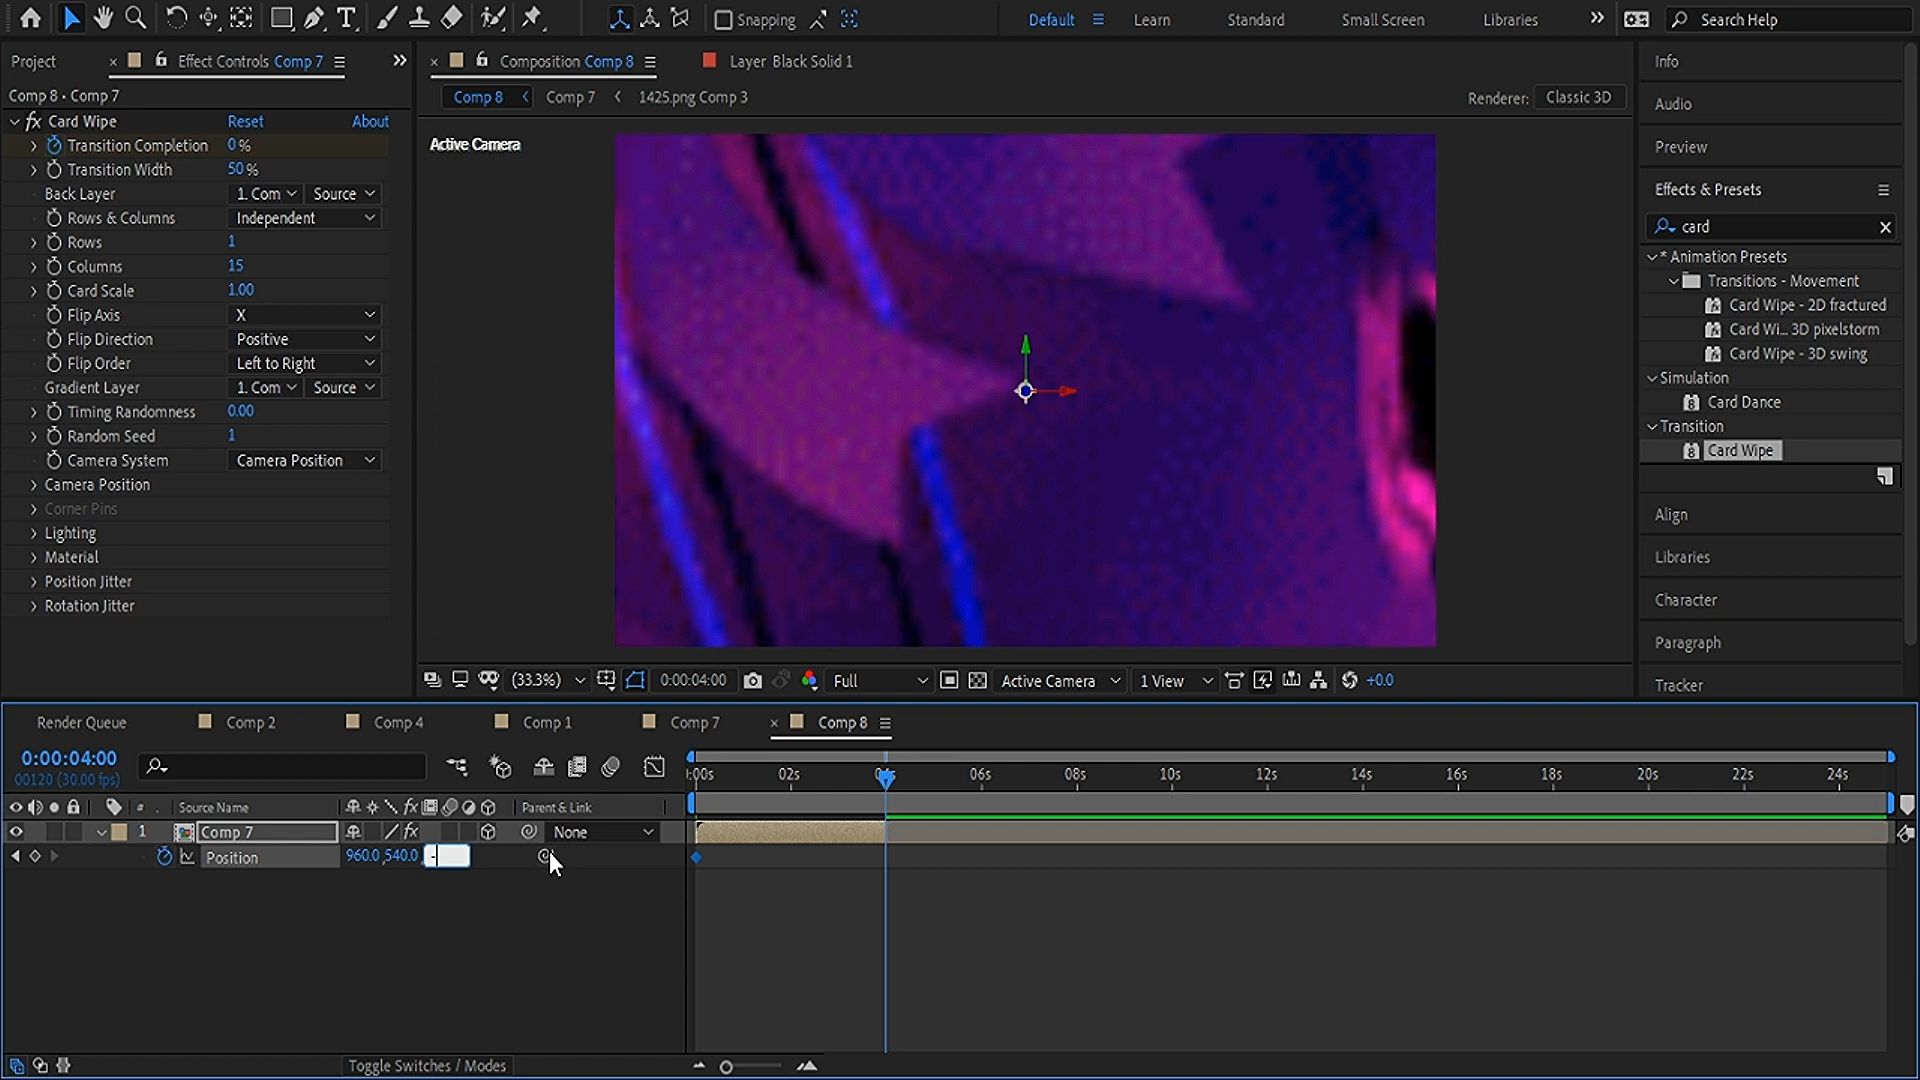 Snapping
Default
Learn
Standard
Small Screen
Libraries
Search Help
Project
Effect Controls Comp 7
Composition Comp 8
Layer Black Solid 1
Info
Comp 8 • Comp 7
Comp 8
Comp 7
1425.png Comp 3
Renderer: Classic 3D
Audio
fx Card Wipe Reset About
Transition Completion 0 %
Transition Width 50 %
Back Layer 1. Com Source
Rows & Columns Independent
Rows 1
Columns 15
Card Scale 1.00
Flip Axis X
Flip Direction Positive
Flip Order Left to Right
Gradient Layer 1. Com Source
Timing Randomness 0.00
Random Seed 1
Camera System Camera Position
Camera Position
Corner Pins
Lighting
Material
Position Jitter
Rotation Jitter
Active Camera
Preview
Effects & Presets
card
* Animation Presets
Transitions - Movement
Card Wipe - 2D fractured
Card Wi... 3D pixelstorm
Card Wipe - 3D swing
Simulation
Card Dance
Transition
Card Wipe
Align
Libraries
Character
Paragraph
Tracker
(33.3%)
0:00:04:00
Full
Active Camera
1 View
+0.0
Render Queue
Comp 2
Comp 4
Comp 1
Comp 7
Comp 8
0:00:04:00
00120 (30.00 fps)
:00s 02s 04s 06s 08s 10s 12s 14s 16s 18s 20s 22s 24s
# Source Name fx Parent & Link
1 Comp 7 fx None
Position 960.0,540.0, -
Toggle Switches / Modes